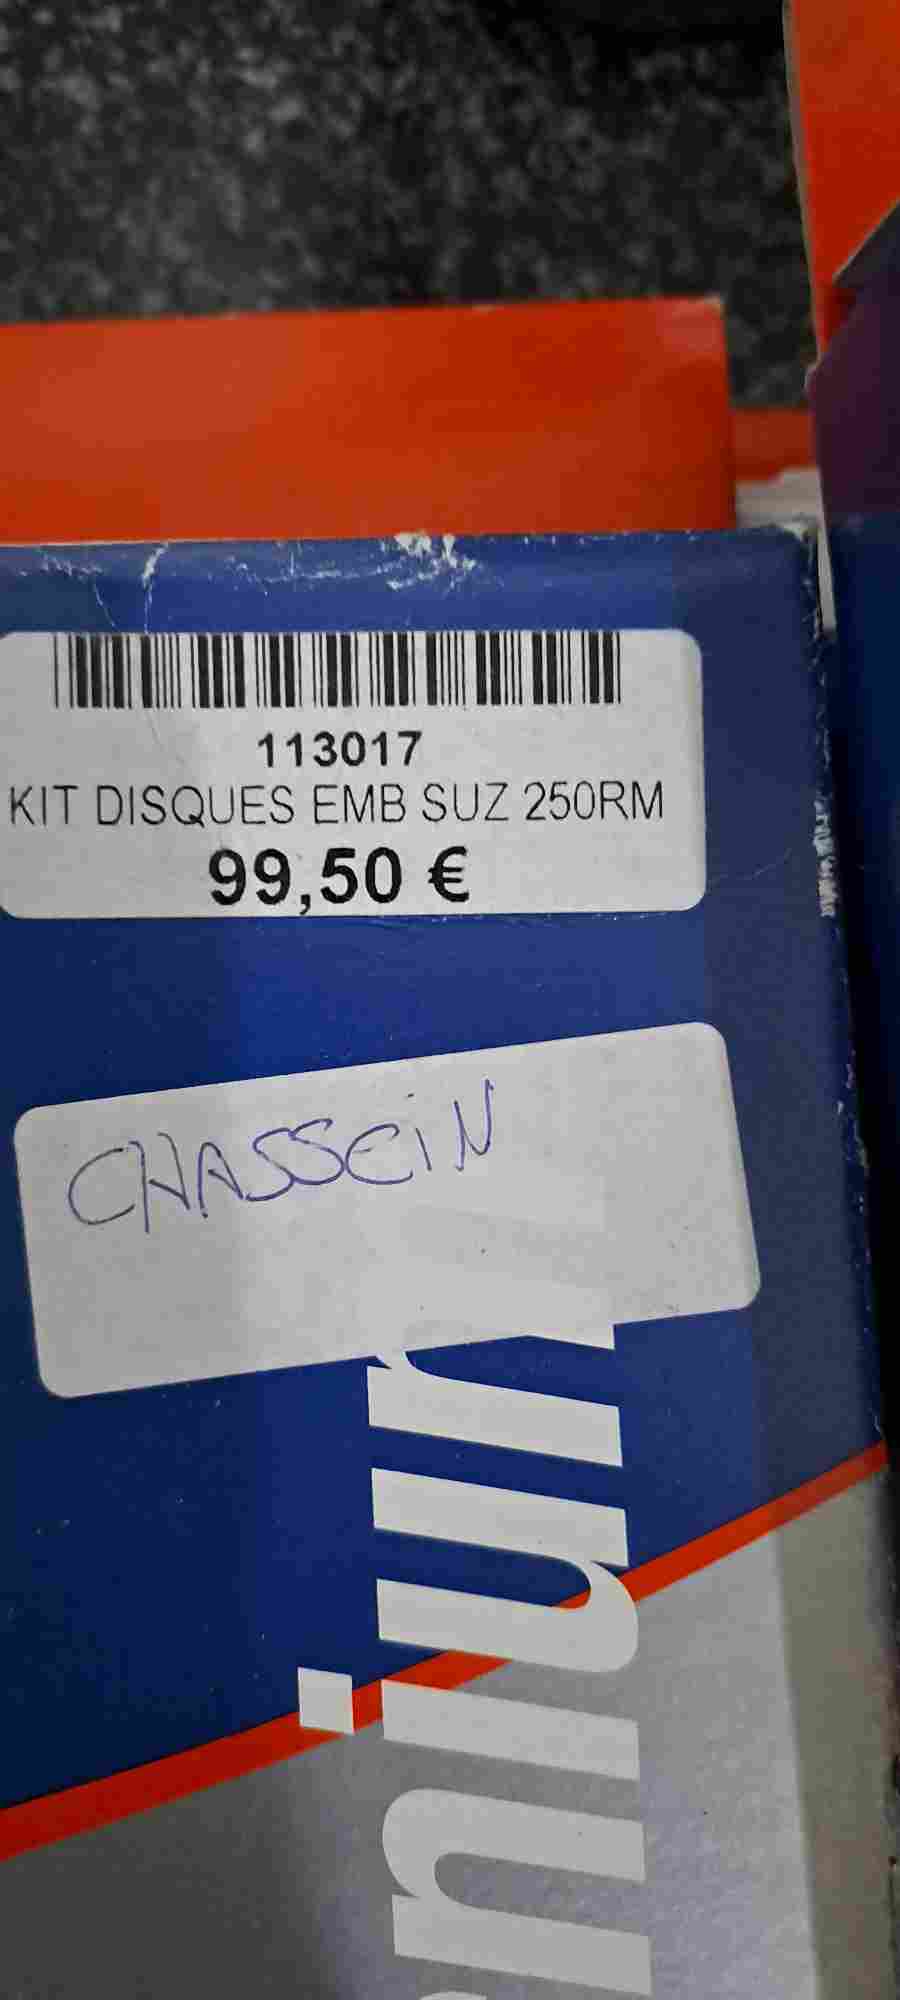 113017
KIT DISQUES EMB SUZ 250RM
99,50 €
CHASSEIN